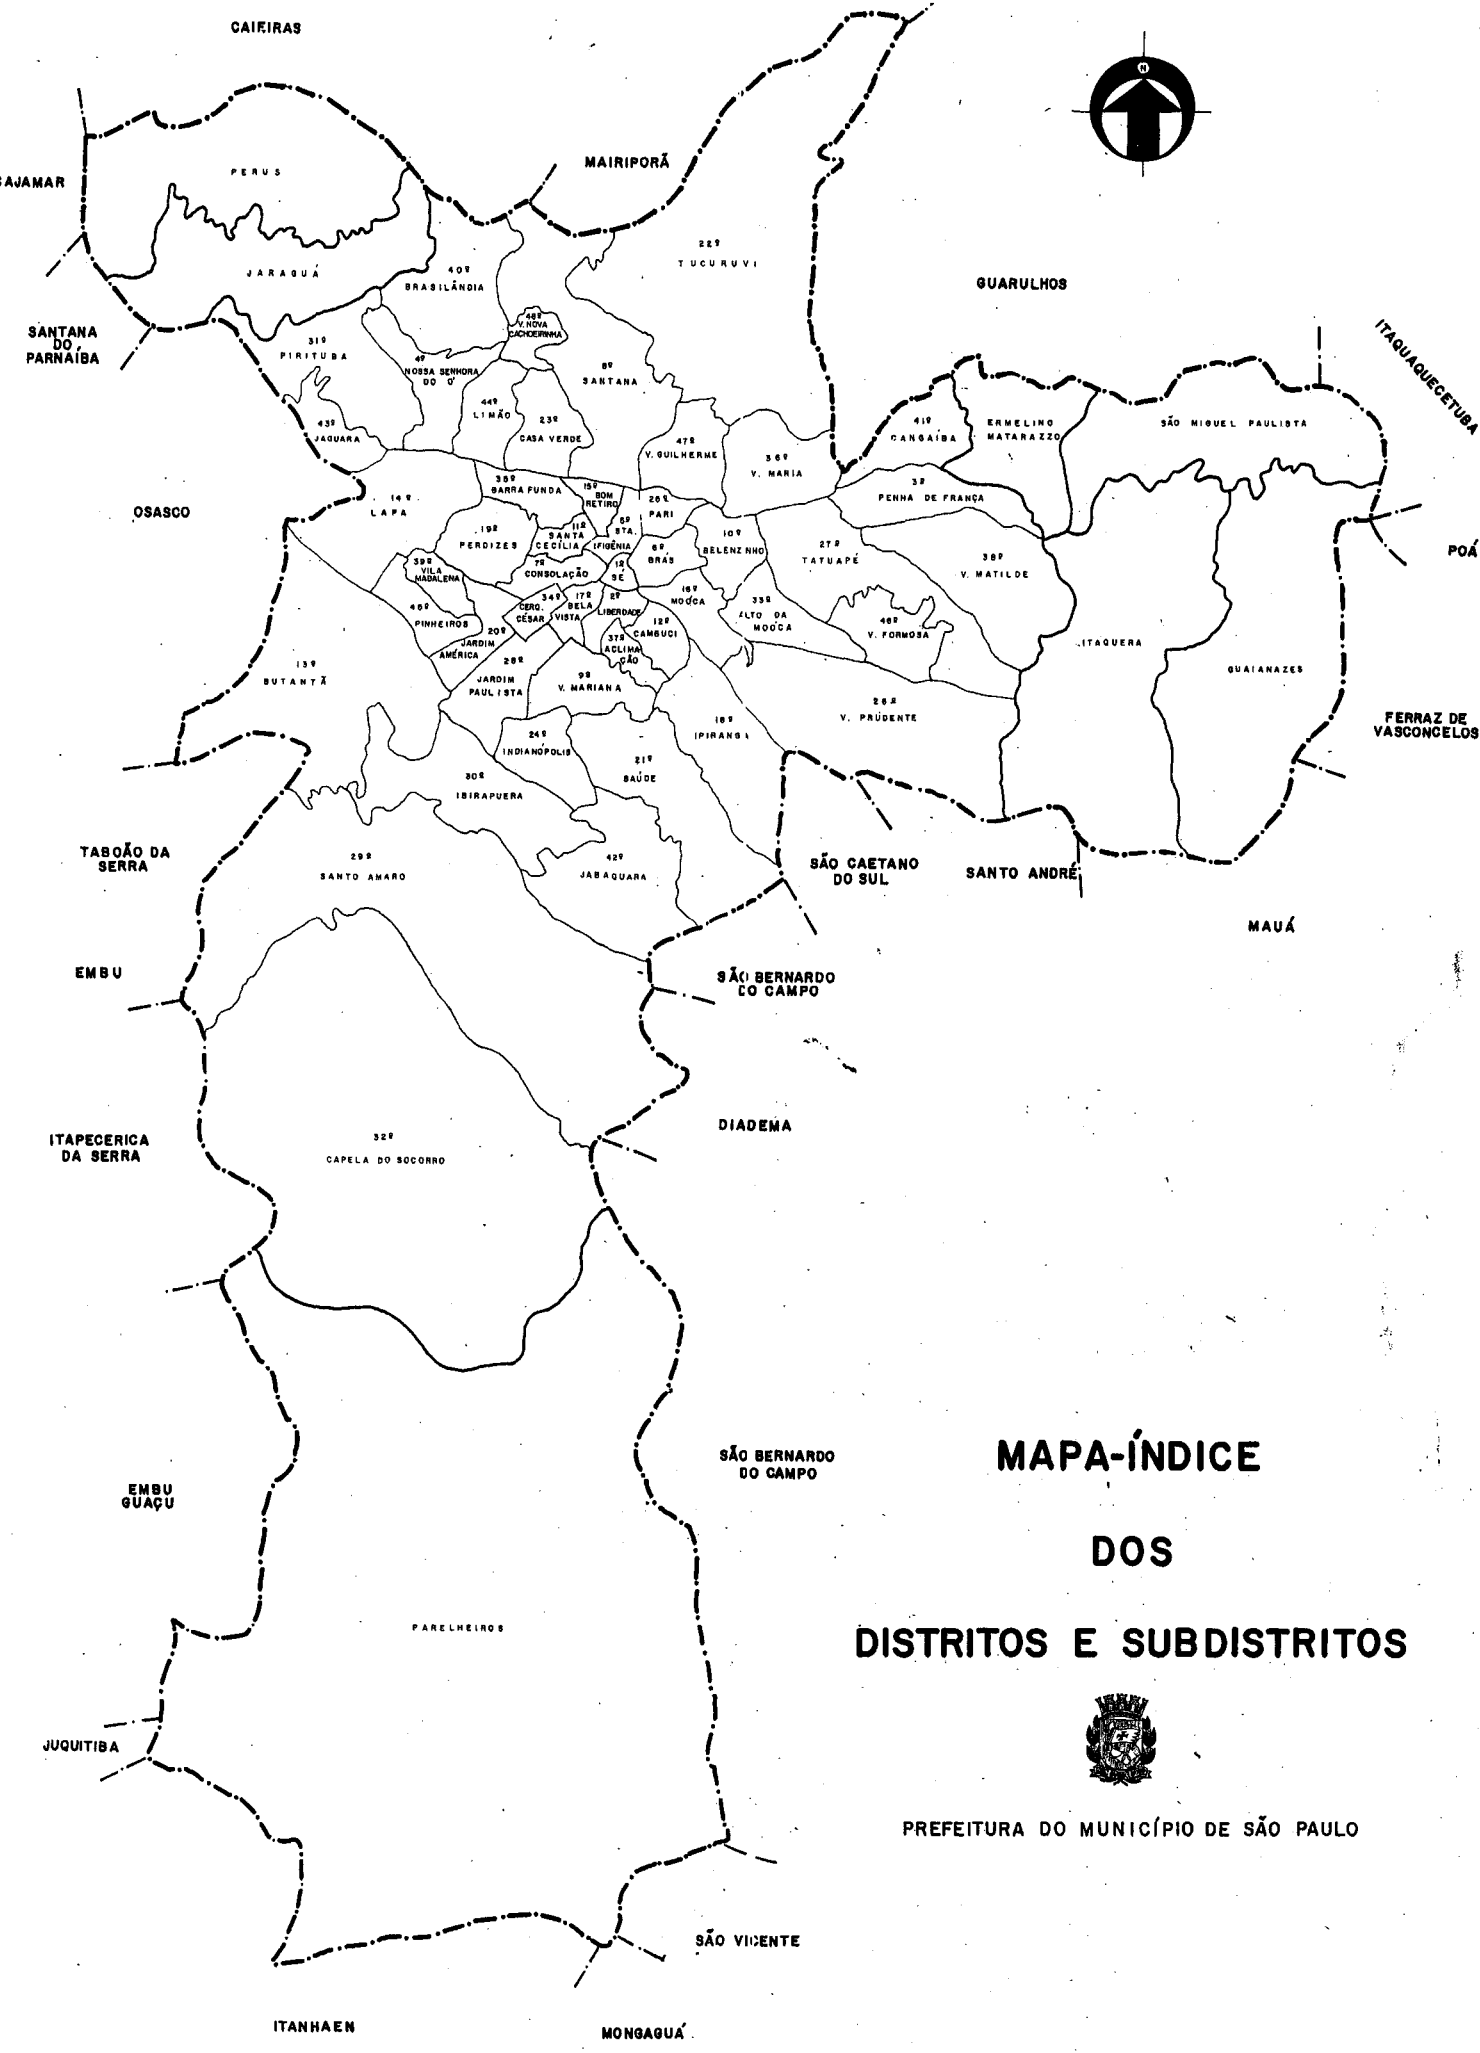 CAIEIRAS
N
MAIRIPORÃ
PERUS
CAJAMAR
22º
TUCURUVI
JARAGUÁ
40º
BRASILÂNDIA
GUARULHOS
SANTANA
DO
PARNAÍBA
ITAQUAQUECETUBA
48º
V. NOVA
CACHOEIRINHA
31º
PIRITUBA
4º
NOSSA SENHORA
DO Ó
8º
SANTANA
44º
LIMÃO
23º
CASA VERDE
43º
JAGUARA
47º
V. GUILHERME
36º
V. MARIA
41º
CANGAÍBA
ERMELINO
MATARAZZO
SÃO MIGUEL PAULISTA
3º
PENHA DE FRANÇA
OSASCO
14º
LAPA
35º
BARRA FUNDA
15º
BOM
RETIRO
26º
PARI
19º
PERDIZES
11º
SANTA
CECÍLIA
5º
STA.
IFIGÊNIA
6º
BRÁS
10º
BELENZINHO
27º
TATUAPÉ
38º
V. MATILDE
POÁ
39º
VILA
MADALENA
7º
CONSOLAÇÃO
1º
SÉ
16º
MOÓCA
33º
ALTO DA
MOÓCA
45º
PINHEIROS
34º
CERQ.
CÉSAR
17º
BELA
VISTA
2º
LIBERDADE
12º
CAMBUCI
37º
ACLIMA-
ÇÃO
46º
V. FORMOSA
20º
JARDIM
AMÉRICA
ITAQUERA
GUAIANAZES
13º
BUTANTÃ
28º
JARDIM
PAULISTA
9º
V. MARIANA
18º
IPIRANGA
26º
V. PRUDENTE
FERRAZ DE
VASCONCELOS
24º
INDIANÓPOLIS
21º
SAÚDE
30º
IBIRAPUERA
TABOÃO DA
SERRA
29º
SANTO AMARO
42º
JABAQUARA
SÃO CAETANO
DO SUL
SANTO ANDRÉ
MAUÁ
EMBU
SÃO BERNARDO
DO CAMPO
DIADEMA
ITAPECERICA
DA SERRA
32º
CAPELA DO SOCORRO
SÃO BERNARDO
DO CAMPO
EMBU
GUAÇU
MAPA-ÍNDICE
DOS
DISTRITOS E SUBDISTRITOS
PARELHEIROS
JUQUITIBA
PREFEITURA DO MUNICÍPIO DE SÃO PAULO
SÃO VICENTE
ITANHAEN
MONGAGUÁ